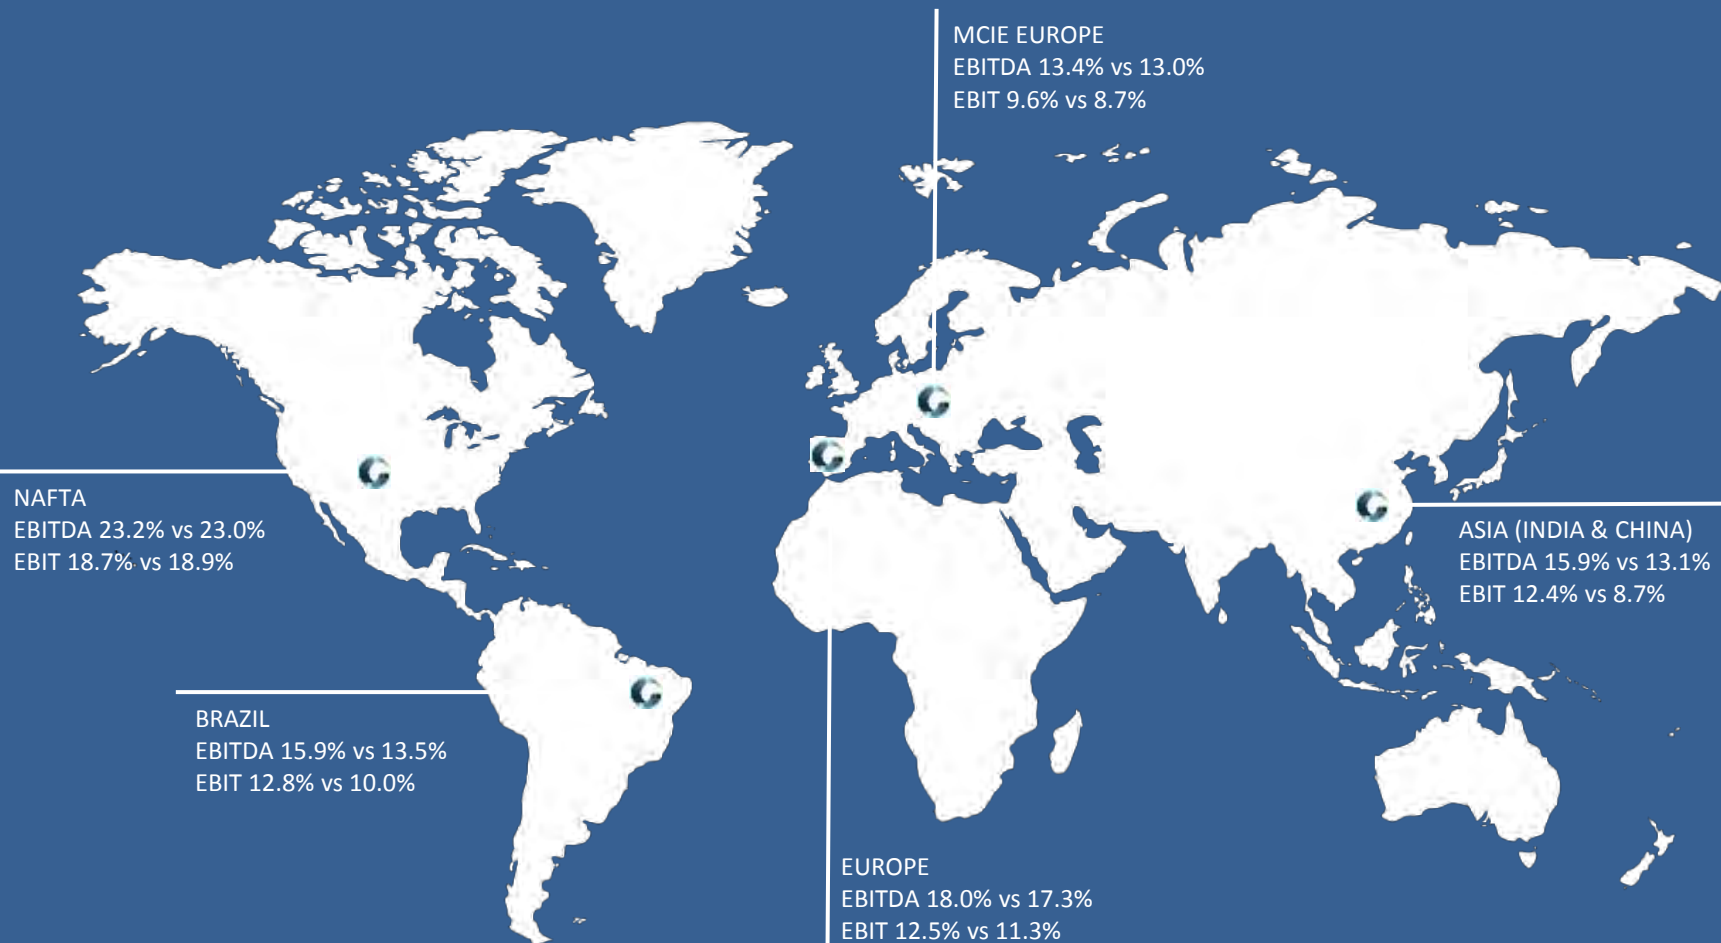 MCIE EUROPE
EBITDA 13.4% vs 13.0%
EBIT 9.6% vs 8.7%
NAFTA
EBITDA 23.2% vs 23.0%
EBIT 18.7% vs 18.9%
ASIA (INDIA & CHINA)
EBITDA 15.9% vs 13.1%
EBIT 12.4% vs 8.7%
BRAZIL
EBITDA 15.9% vs 13.5%
EBIT 12.8% vs 10.0%
EUROPE
EBITDA 18.0% vs 17.3%
EBIT 12.5% vs 11.3%